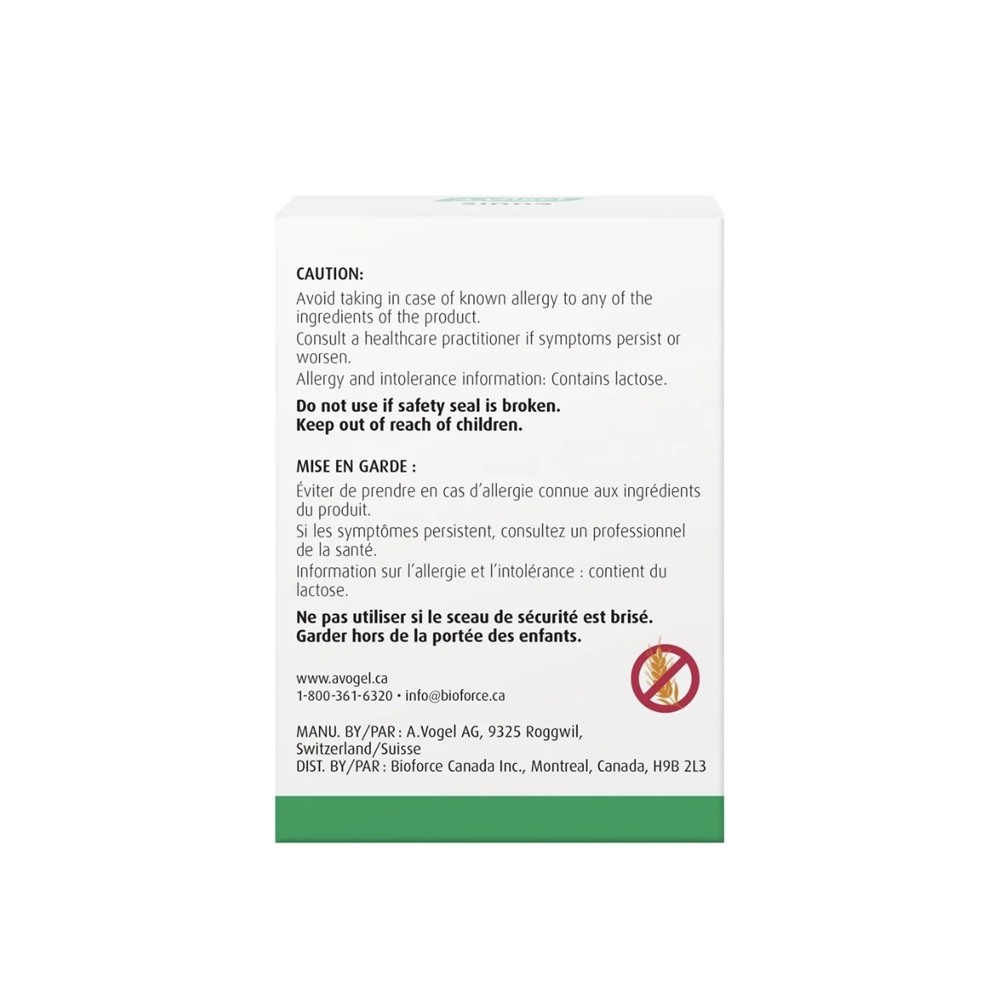 CAUTION:
Avoid taking in case of known allergy to any of the
ingredients of the product.
Consult a healthcare practitioner if symptoms persist or
worsen.
Allergy and intolerance information: Contains lactose.
Do not use if safety seal is broken.
Keep out of reach of children.
MISE EN GARDE :
Éviter de prendre en cas d'allergie connue aux ingrédients
du produit.
Si les symptômes persistent, consultez un professionnel
de la santé.
Information sur l'allergie et l'intolérance : contient du
lactose.
Ne pas utiliser si le sceau de sécurité est brisé.
Garder hors de la portée des enfants.
www.avogel.ca
1-800-361-6320 • info@bioforce.ca
MANU. BY/PAR : A.Vogel AG, 9325 Roggwil,
Switzerland/Suisse
DIST. BY/PAR : Bioforce Canada Inc., Montreal, Canada, H9B 2L3